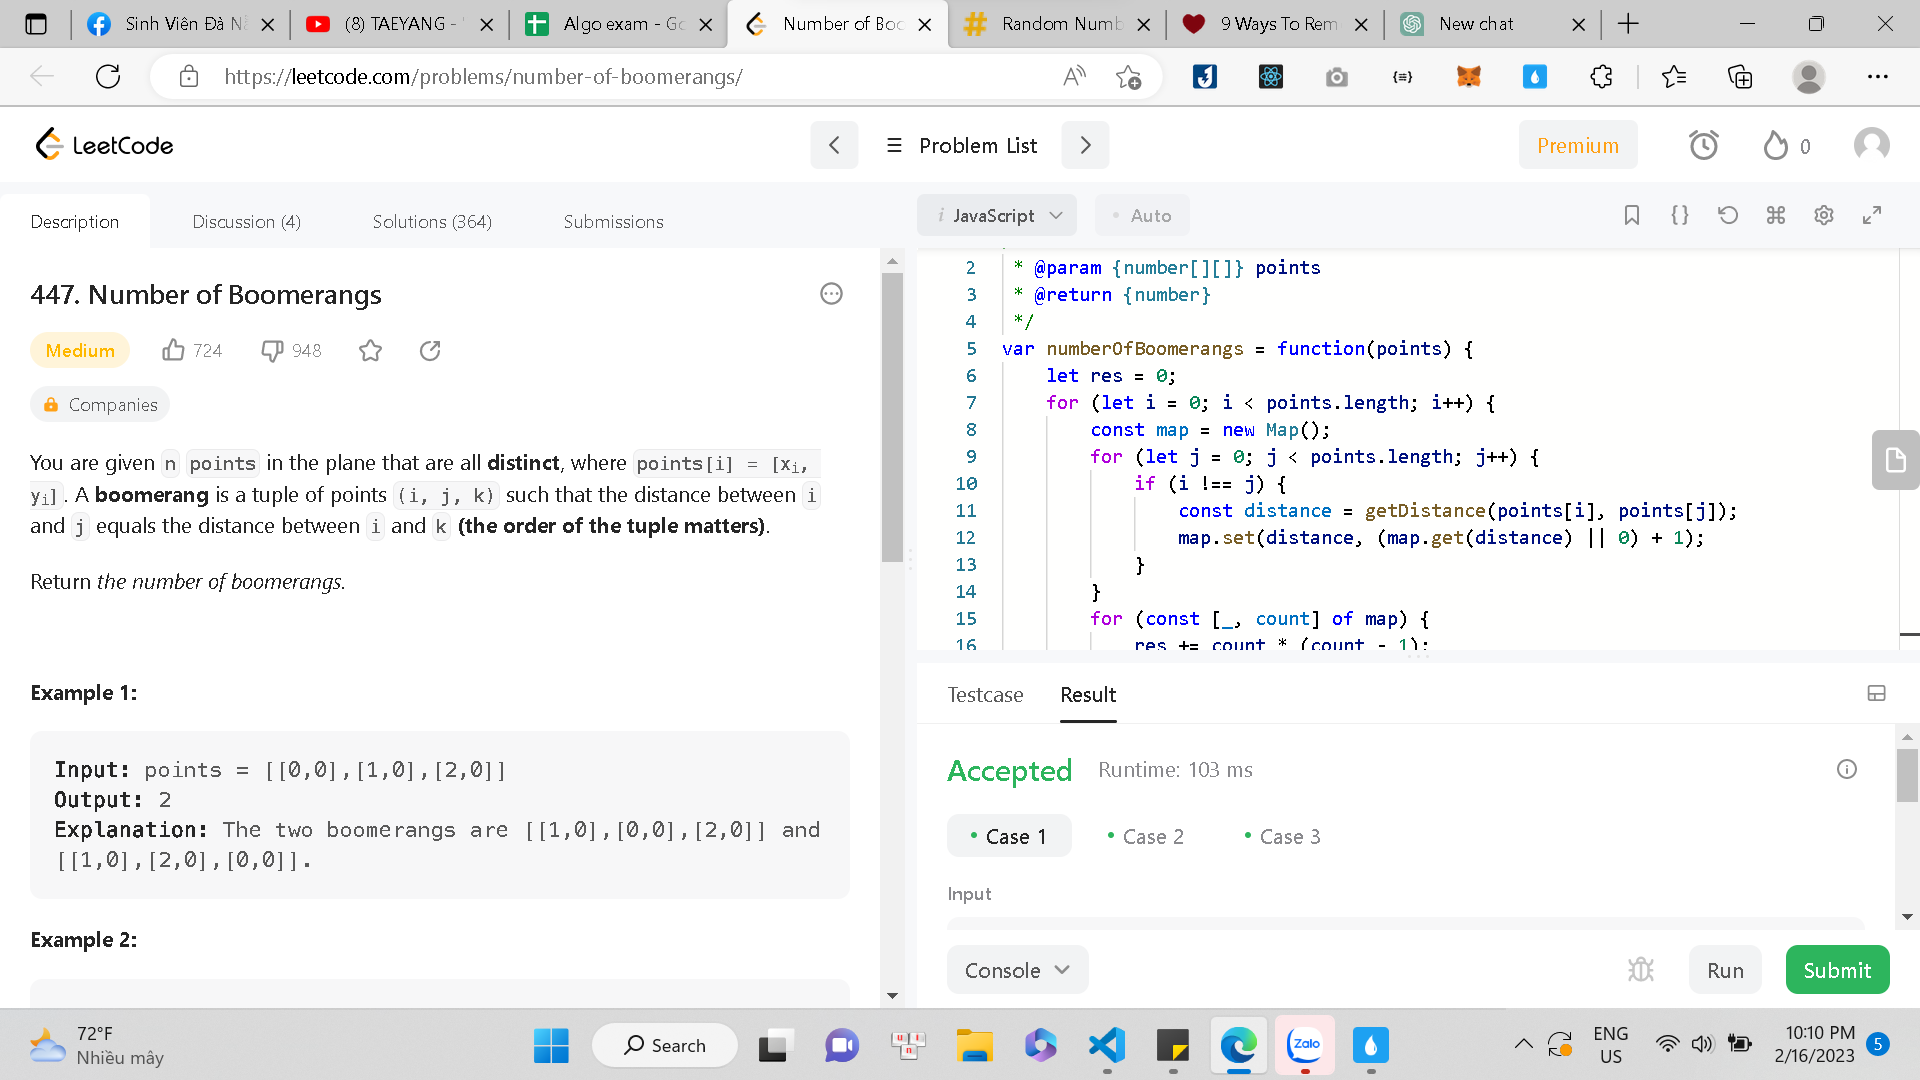 Sinh Viên Đà N
(8) TAEYANG - '
Algo exam - Go
Number of Boo
Random Numb
9 Ways To Rem
New chat
https://leetcode.com/problems/number-of-boomerangs/
LeetCode
Problem List
Premium
0
Description
Discussion (4)
Solutions (364)
Submissions
i JavaScript
• Auto
447. Number of Boomerangs
Medium
724
948
Companies
You are given n points in the plane that are all distinct, where points[i] = [xi,
yi]. A boomerang is a tuple of points (i, j, k) such that the distance between i
and j equals the distance between i and k (the order of the tuple matters).
Return the number of boomerangs.
Example 1:
Input: points = [[0,0],[1,0],[2,0]]
Output: 2
Explanation: The two boomerangs are [[1,0],[0,0],[2,0]] and
[[1,0],[2,0],[0,0]].
Example 2:
2 * @param {number[][]} points
3 * @return {number}
4 */
5 var numberOfBoomerangs = function(points) {
6 let res = 0;
7 for (let i = 0; i < points.length; i++) {
8 const map = new Map();
9 for (let j = 0; j < points.length; j++) {
10 if (i !== j) {
11 const distance = getDistance(points[i], points[j]);
12 map.set(distance, (map.get(distance) || 0) + 1);
13 }
14 }
15 for (const [_, count] of map) {
16 res += count * (count - 1);
Testcase
Result
Accepted
Runtime: 103 ms
• Case 1
• Case 2
• Case 3
Input
Console
Run
Submit
72°F
Nhiều mây
Search
Zalo
ENG
US
10:10 PM
2/16/2023
5